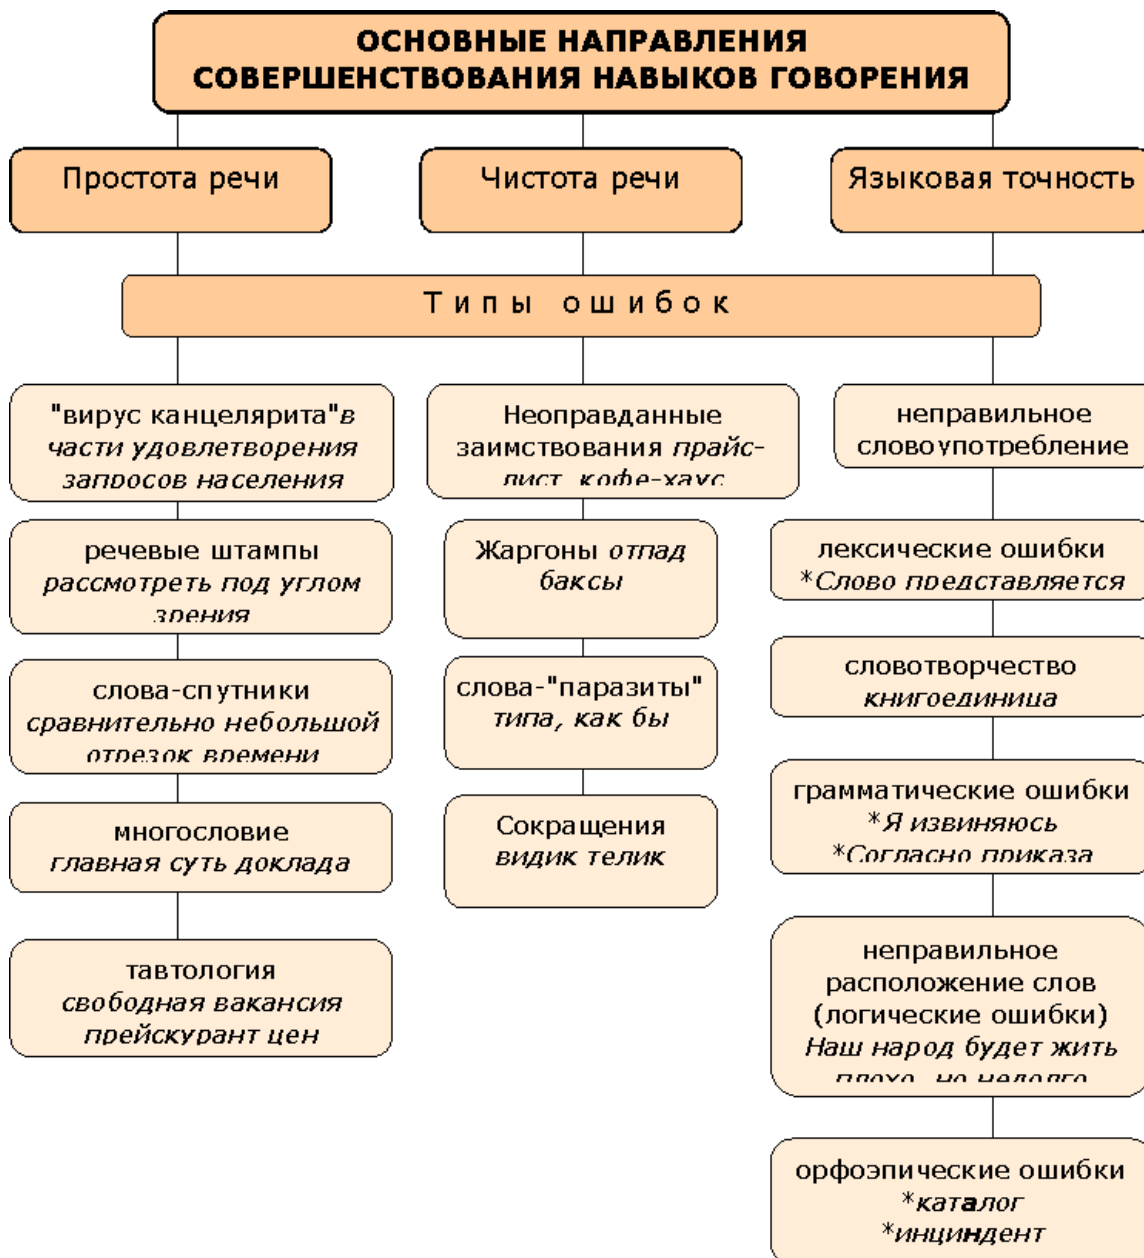 ОСНОВНЫЕ НАПРАВЛЕНИЯ
СОВЕРШЕНСТВОВАНИЯ НАВЫКОВ ГОВОРЕНИЯ
Простота речи
Чистота речи
Языковая точность
Типы ошибок
"вирус канцелярита"в
части удовлетворения
запросов населения
речевые штампы
рассмотреть под углом
зрения
слова-спутники
сравнительно небольшой
отрезок времени
многословие
главная суть доклада
тавтология
свободная вакансия
прейскурант цен
Неоправданные
заимствования прайс-
лист, кофе-хаус
Жаргоны отпад
баксы
слова-"паразиты"
типа, как бы
Сокращения
видик телик
неправильное
словоупотребление
лексические ошибки
*Слово представляется
словотворчество
книгоединица
грамматические ошибки
*Я извиняюсь
*Согласно приказа
неправильное
расположение слов
(логические ошибки)
Наш народ будет жить
плохо, но недолго
орфоэпические ошибки
*каталог
*инциндент